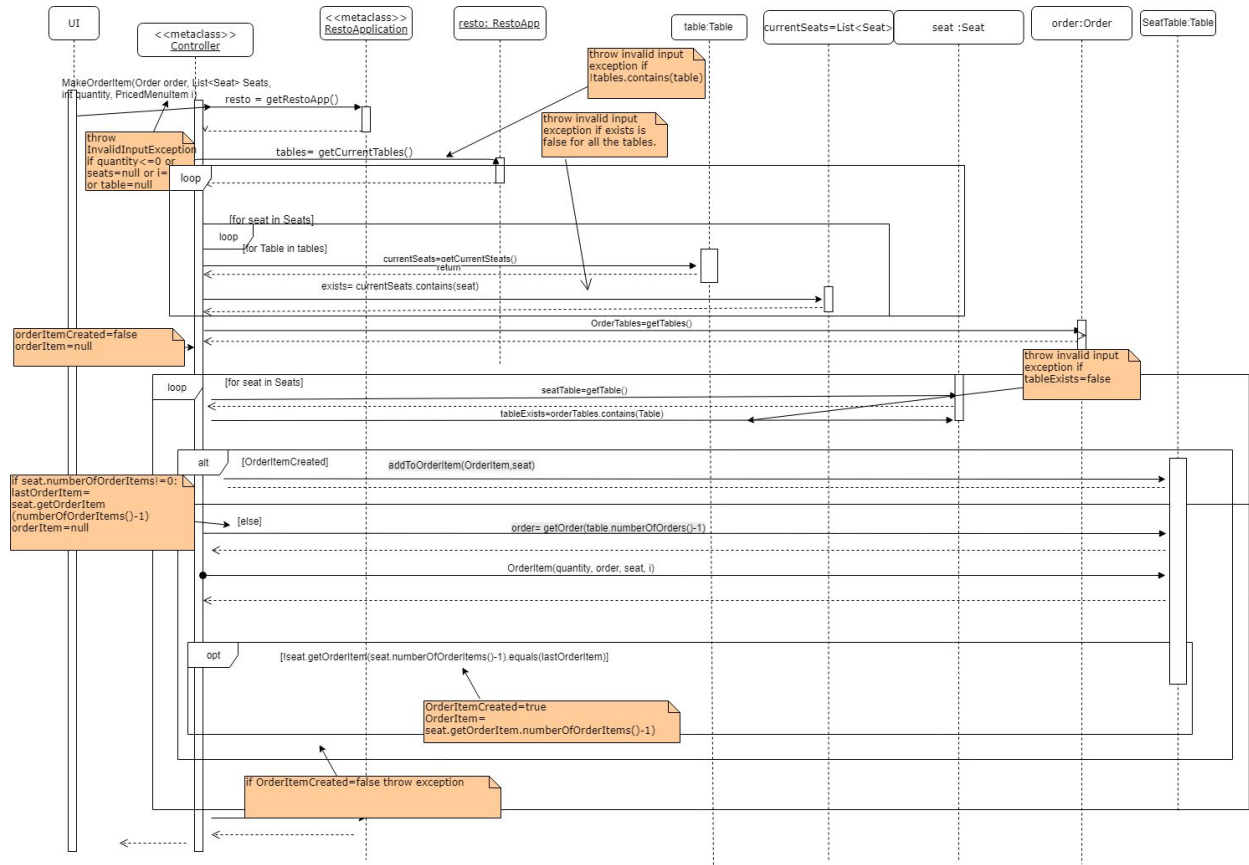 UI
<<metaclass>>
Controller
<<metaclass>>
RestoApplication
resto: RestoApp
table:Table
currentSeats=List<Seat>
seat :Seat
order:Order
SeatTable:Table
throw invalid input
exception if
!tables.contains(table)
MakeOrderItem(Order order, List<Seat> Seats,
int quantity, PricedMenuItem i)
resto = getRestoApp()
throw invalid input
exception if exists is
false for all the tables.
throw
InvalidInputException
if quantity<=0 or
seats=null or i=
or table=null
tables= getCurrentTables()
loop
[for seat in Seats]
loop
[for Table in tables]
currentSeats=getCurrentSteats()
return
exists= currentSeats.contains(seat)
OrderTables=getTables()
orderItemCreated=false
orderItem=null
throw invalid input
exception if
tableExists=false
loop
[for seat in Seats]
seatTable=getTable()
tableExists=orderTables.contains(Table)
alt
[OrderItemCreated]
addToOrderItem(OrderItem,seat)
if seat.numberOfOrderItems!=0:
lastOrderItem=
seat.getOrderItem
(numberOfOrderItems()-1)
orderItem=null
[else]
order= getOrder(table.numberOfOrders()-1)
OrderItem(quantity, order, seat, i)
opt
[!seat.getOrderItem(seat.numberOfOrderItems()-1).equals(lastOrderItem)]
OrderItemCreated=true
OrderItem=
seat.getOrderItem.numberOfOrderItems()-1)
if OrderItemCreated=false throw exception